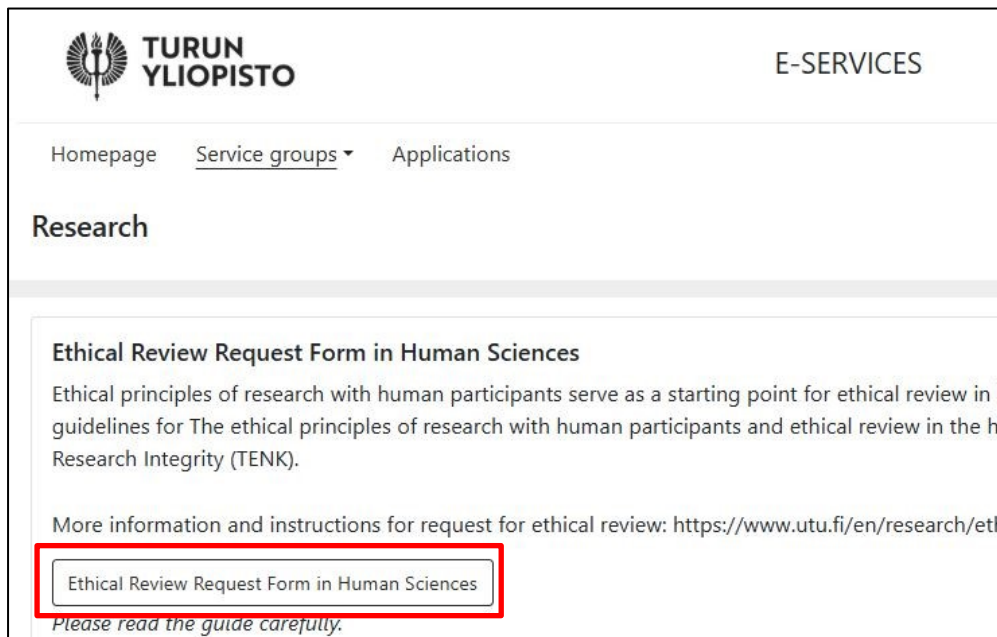 TURUN
YLIOPISTO
E-SERVICES
Homepage Service groups Applications
Research
Ethical Review Request Form in Human Sciences
Ethical principles of research with human participants serve as a starting point for ethical review in
guidelines for The ethical principles of research with human participants and ethical review in the h
Research Integrity (TENK).
More information and instructions for request for ethical review: https://www.utu.fi/en/research/eth
Ethical Review Request Form in Human Sciences
Please read the guide carefully.